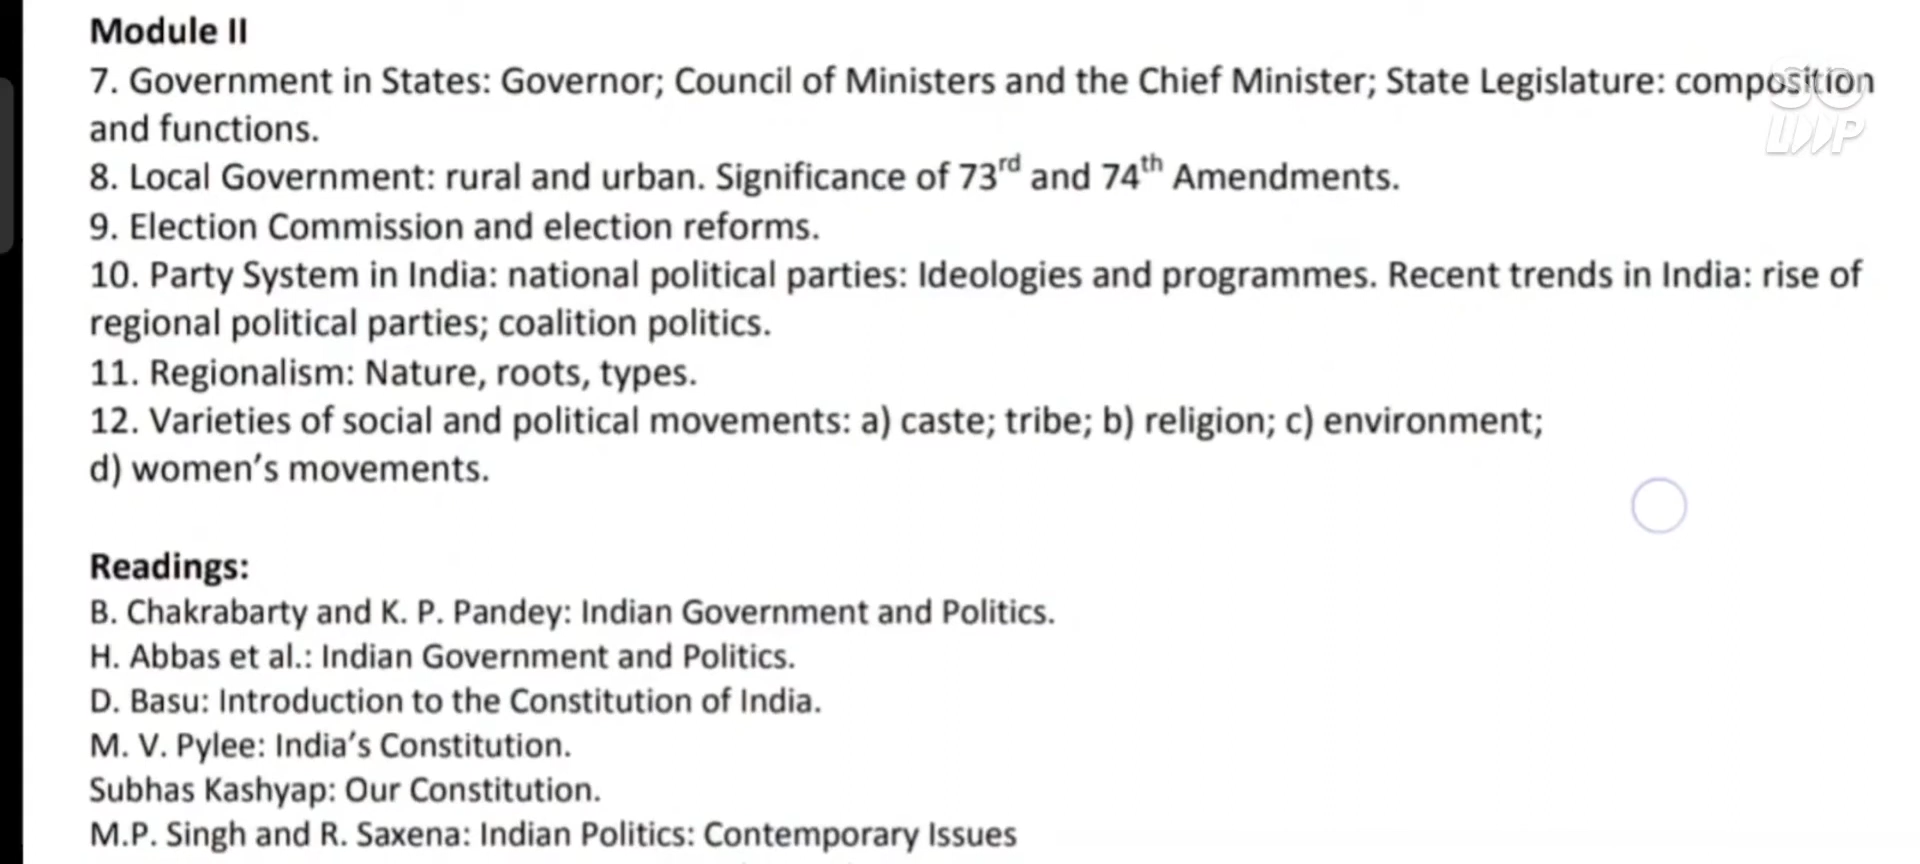 Module II
7. Government in States: Governor; Council of Ministers and the Chief Minister; State Legislature: composition
and functions.
8. Local Government: rural and urban. Significance of 73rd and 74th Amendments.
9. Election Commission and election reforms.
10. Party System in India: national political parties: Ideologies and programmes. Recent trends in India: rise of
regional political parties; coalition politics.
11. Regionalism: Nature, roots, types.
12. Varieties of social and political movements: a) caste; tribe; b) religion; c) environment;
d) women's movements.
Readings:
B. Chakrabarty and K. P. Pandey: Indian Government and Politics.
H. Abbas et al.: Indian Government and Politics.
D. Basu: Introduction to the Constitution of India.
M. V. Pylee: India's Constitution.
Subhas Kashyap: Our Constitution.
M.P. Singh and R. Saxena: Indian Politics: Contemporary Issues